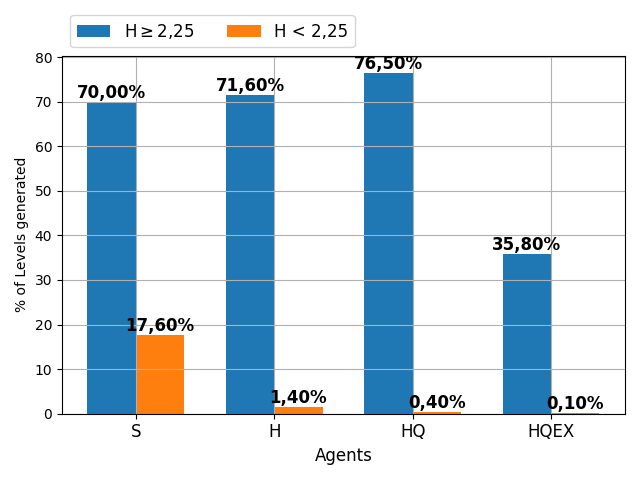 H ≥ 2,25
H < 2,25
% of Levels generated
80
70
60
50
40
30
20
10
0
70,00%
17,60%
71,60%
1,40%
76,50%
0,40%
35,80%
0,10%
S
H
HQ
HQEX
Agents